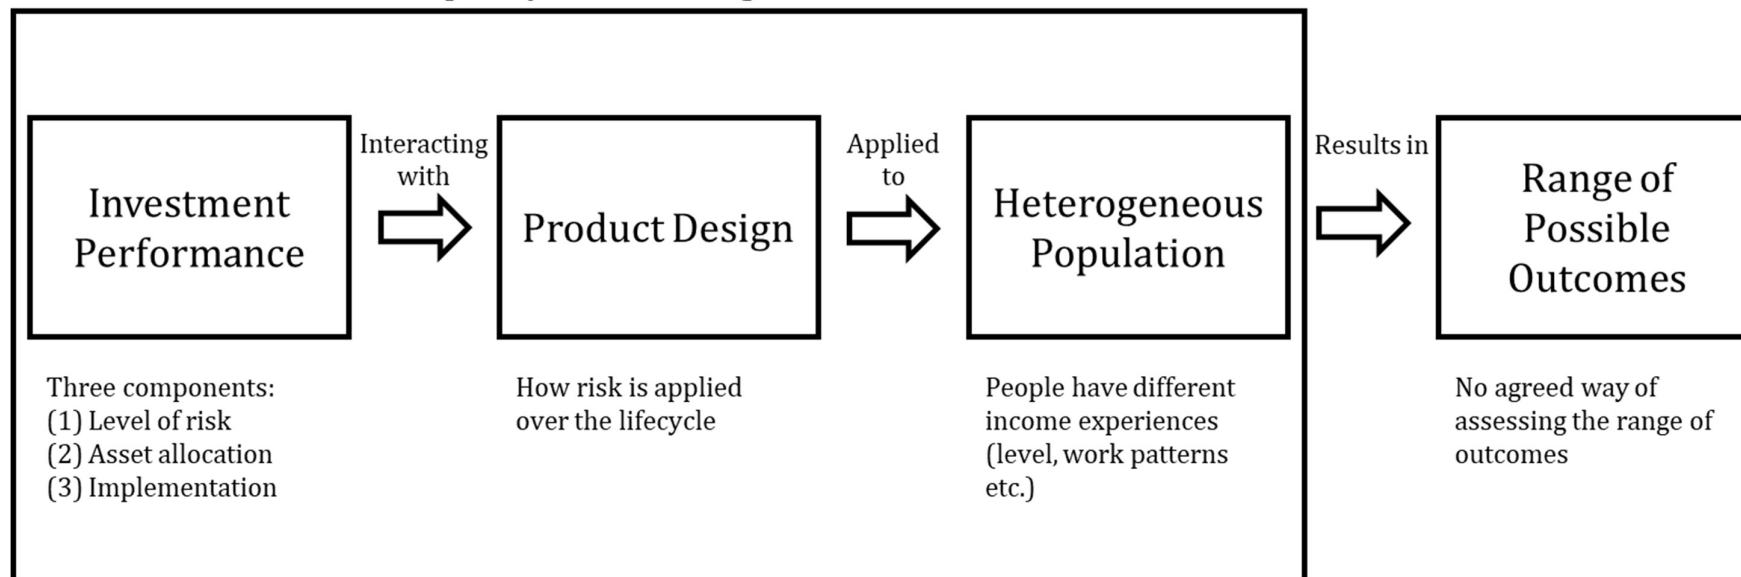 Investment
Performance
Interacting
with
Product Design
Applied
to
Heterogeneous
Population
Results in
Range of
Possible
Outcomes
Three components:
(1) Level of risk
(2) Asset allocation
(3) Implementation
How risk is applied
over the lifecycle
People have different
income experiences
(level, work patterns
etc.)
No agreed way of
assessing the range of
outcomes